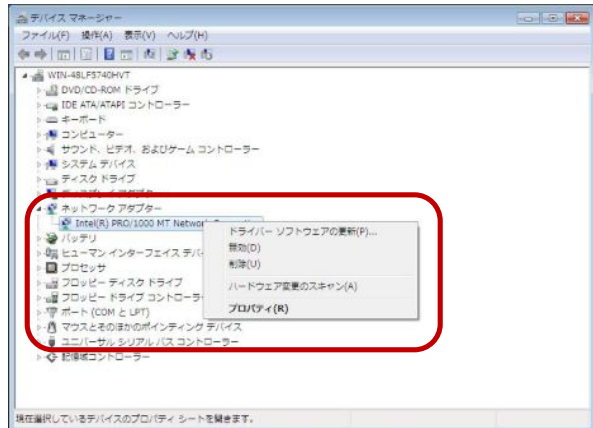 デバイス マネージャー
ファイル(F) 操作(A) 表示(V) ヘルプ(H)
WIN-48LF5740HVT
DVD/CD-ROM ドライブ
IDE ATA/ATAPI コントローラー
キーボード
コンピューター
サウンド、ビデオ、およびゲーム コントローラー
システム デバイス
ディスク ドライブ
ディスプレイ アダプター
ネットワーク アダプター
Intel(R) PRO/1000 MT Network
バッテリ
ヒューマン インターフェイス デバ
プロセッサ
フロッピー ディスク ドライブ
フロッピー ドライブ コントローラ
ポート (COM と LPT)
マウスとそのほかのポインティング デバイス
ユニバーサル シリアル バス コントローラー
記憶域コントローラー
ドライバー ソフトウェアの更新(P)...
無効(D)
削除(U)
ハードウェア変更のスキャン(A)
プロパティ(R)
現在選択しているデバイスのプロパティ シートを開きます。